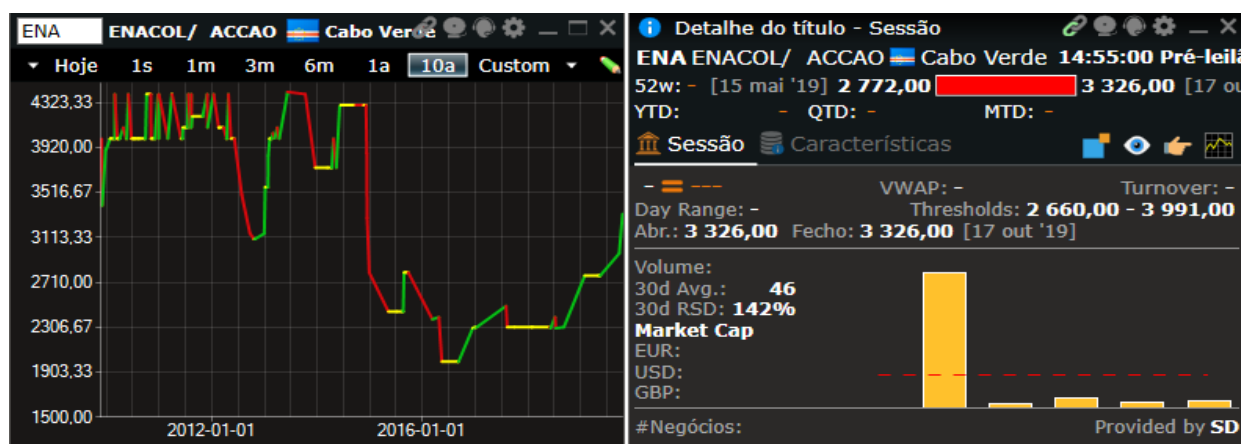 ENA ENACOL/ ACCAO Cabo Verde
Hoje 1s 1m 3m 6m 1a 10a Custom
4323,33
3920,00
3516,67
3113,33
2710,00
2306,67
1903,33
1500,00
2012-01-01 2016-01-01
Detalhe do título - Sessão
ENA ENACOL/ ACCAO Cabo Verde 14:55:00 Pré-leilã
52w: - [15 mai '19] 2 772,00 3 326,00 [17 ou
YTD: - QTD: - MTD: -
Sessão Características
- = --- VWAP: - Turnover: -
Day Range: - Thresholds: 2 660,00 - 3 991,00
Abr.: 3 326,00 Fecho: 3 326,00 [17 out '19]
Volume:
30d Avg.: 46
30d RSD: 142%
Market Cap
EUR:
USD:
GBP:
#Negócios: Provided by SD